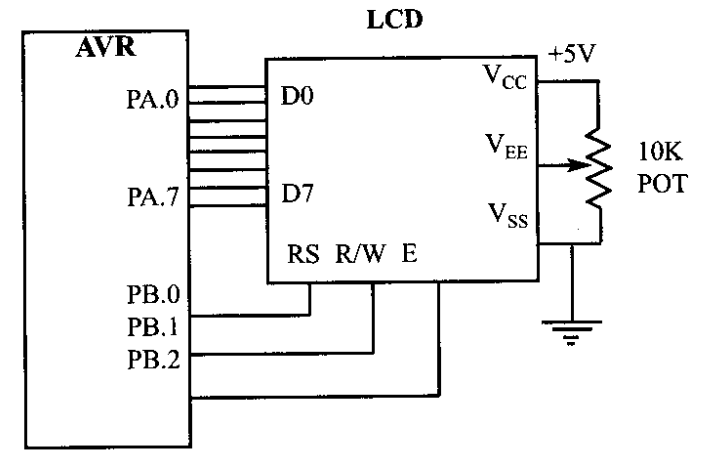 LCD
AVR
+5V
PA.0
D0
VCC
VEE
10K
POT
PA.7
D7
VSS
RS R/W E
PB.0
PB.1
PB.2